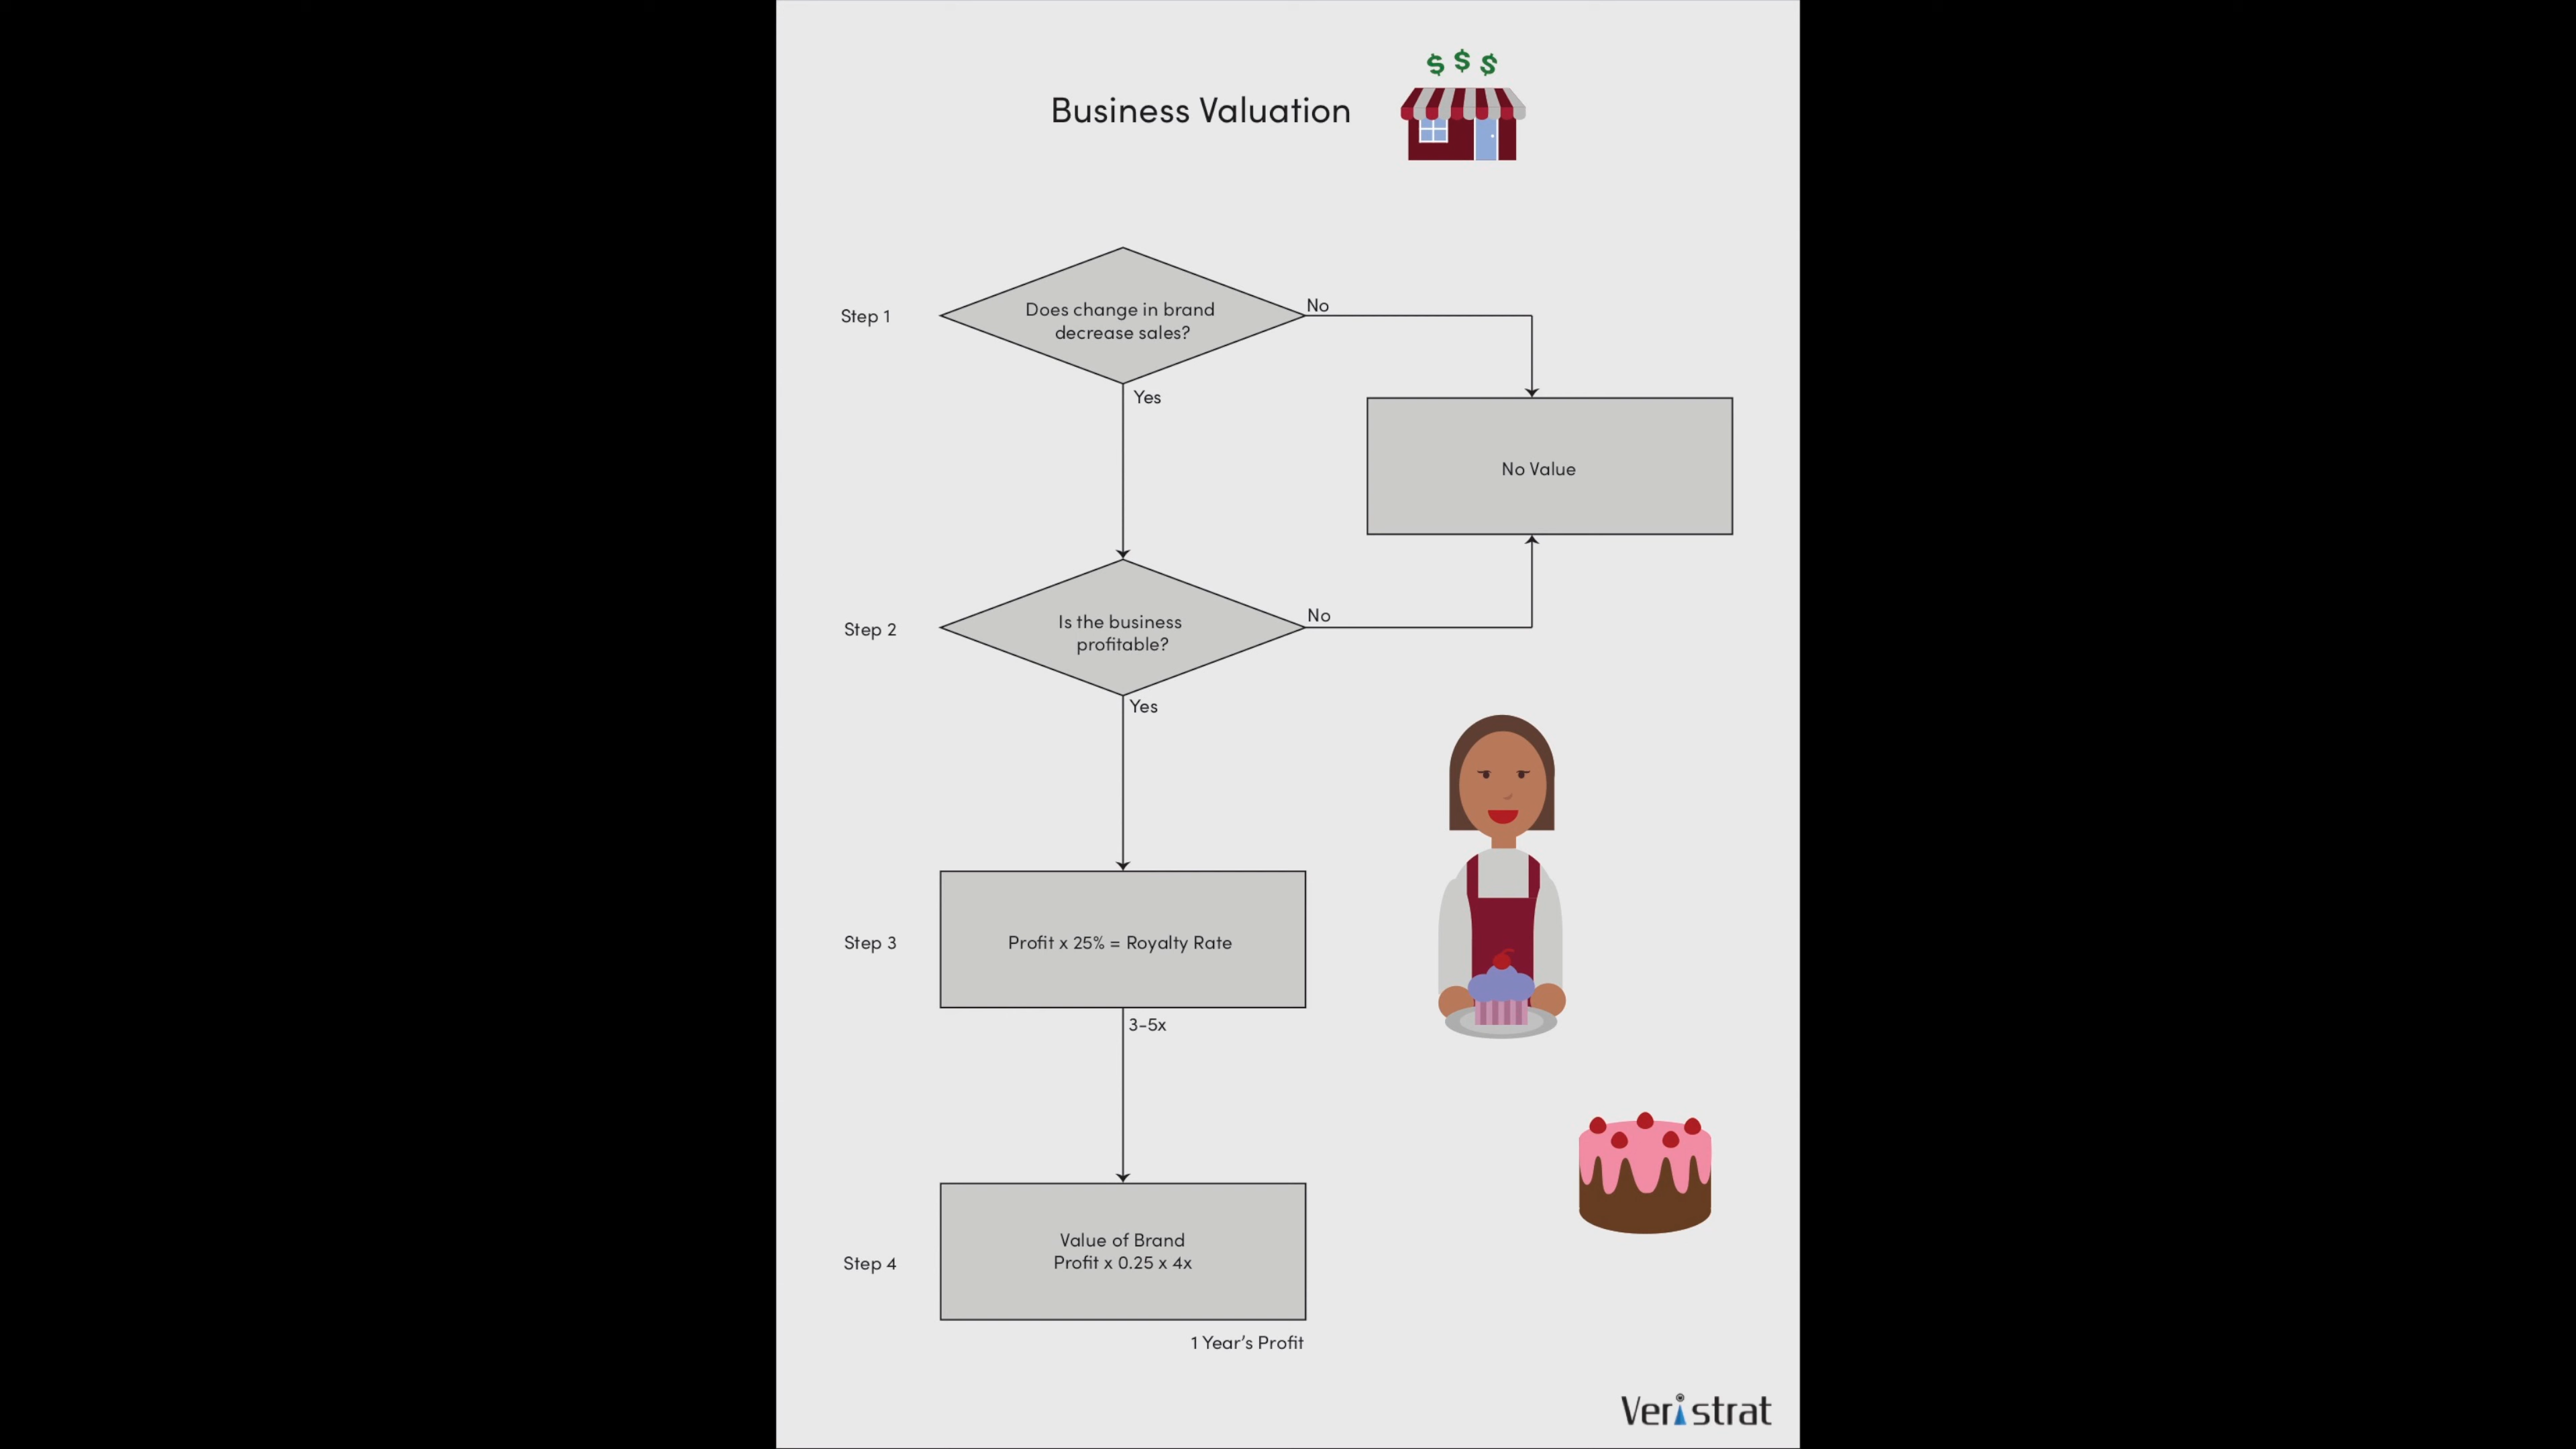 $ $ $
Business Valuation
Step 1
Does change in brand
decrease sales?
No
Yes
No Value
Step 2
Is the business
profitable?
No
Yes
Step 3
Profit x 25% = Royalty Rate
3-5x
Step 4
Value of Brand
Profit x 0.25 x 4x
1 Year's Profit
Veristrat